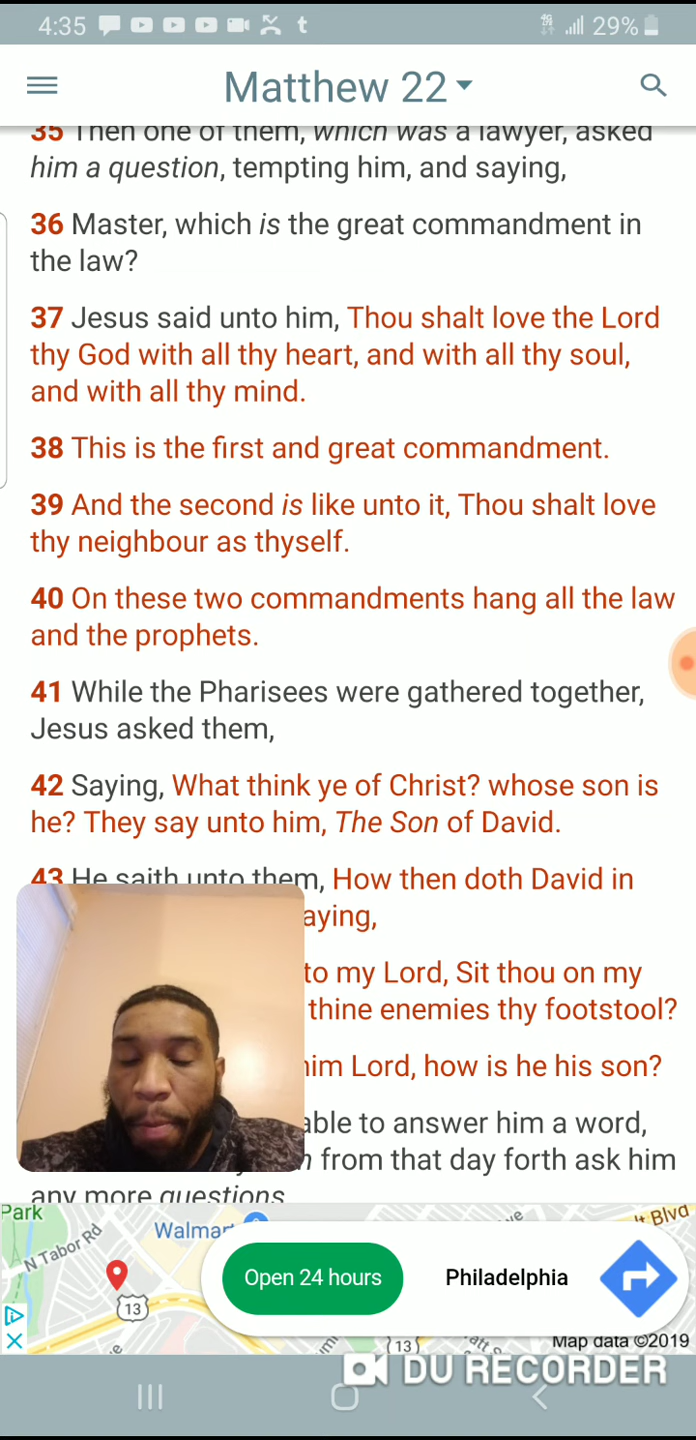 4:35 t 29%
Matthew 22
35 Then one of them, which was a lawyer, asked
him a question, tempting him, and saying,
36 Master, which is the great commandment in
the law?
37 Jesus said unto him, Thou shalt love the Lord
thy God with all thy heart, and with all thy soul,
and with all thy mind.
38 This is the first and great commandment.
39 And the second is like unto it, Thou shalt love
thy neighbour as thyself.
40 On these two commandments hang all the law
and the prophets.
41 While the Pharisees were gathered together,
Jesus asked them,
42 Saying, What think ye of Christ? whose son is
he? They say unto him, The Son of David.
43 He saith unto them, How then doth David in
aying,
to my Lord, Sit thou on my
thine enemies thy footstool?
him Lord, how is he his son?
able to answer him a word,
from that day forth ask him
any more questions
Park
N Tabor Rd
Walmar
Blvd
Open 24 hours
Philadelphia
13
13
Map data ©2019
DU RECORDER